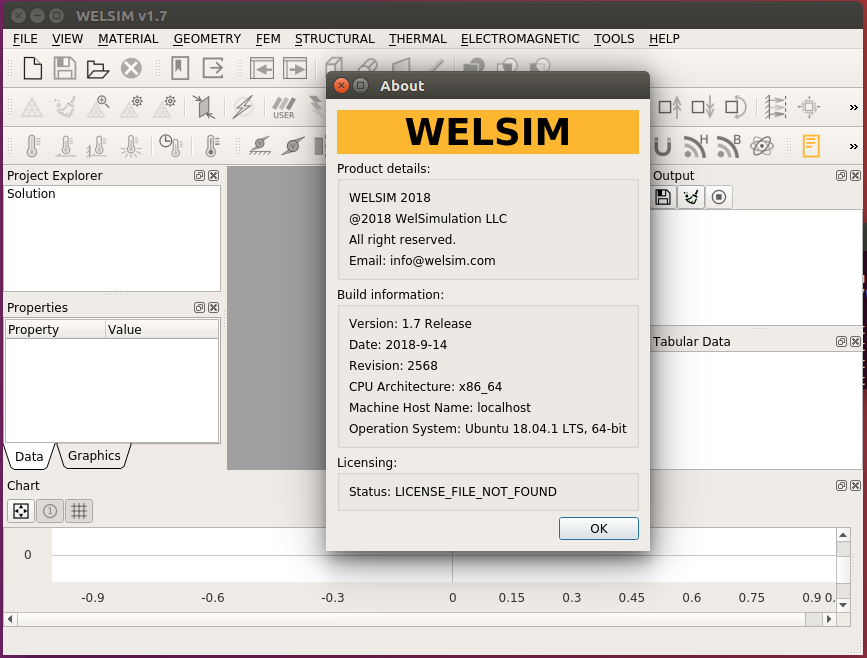 WELSIM v1.7
FILE VIEW MATERIAL GEOMETRY FEM STRUCTURAL THERMAL ELECTROMAGNETIC TOOLS HELP
USER
»
H B »
About
WELSIM
Product details:
WELSIM 2018
@2018 WelSimulation LLC
All right reserved.
Email: info@welsim.com
Build information:
Version: 1.7 Release
Date: 2018-9-14
Revision: 2568
CPU Architecture: x86_64
Machine Host Name: localhost
Operation System: Ubuntu 18.04.1 LTS, 64-bit
Licensing:
Status: LICENSE_FILE_NOT_FOUND
OK
Project Explorer
Solution
Properties
Property Value
Data Graphics
Output
Tabular Data
Chart
1
0
-0.9 -0.6 -0.3 0 0.15 0.3 0.45 0.6 0.75 0.9 0.